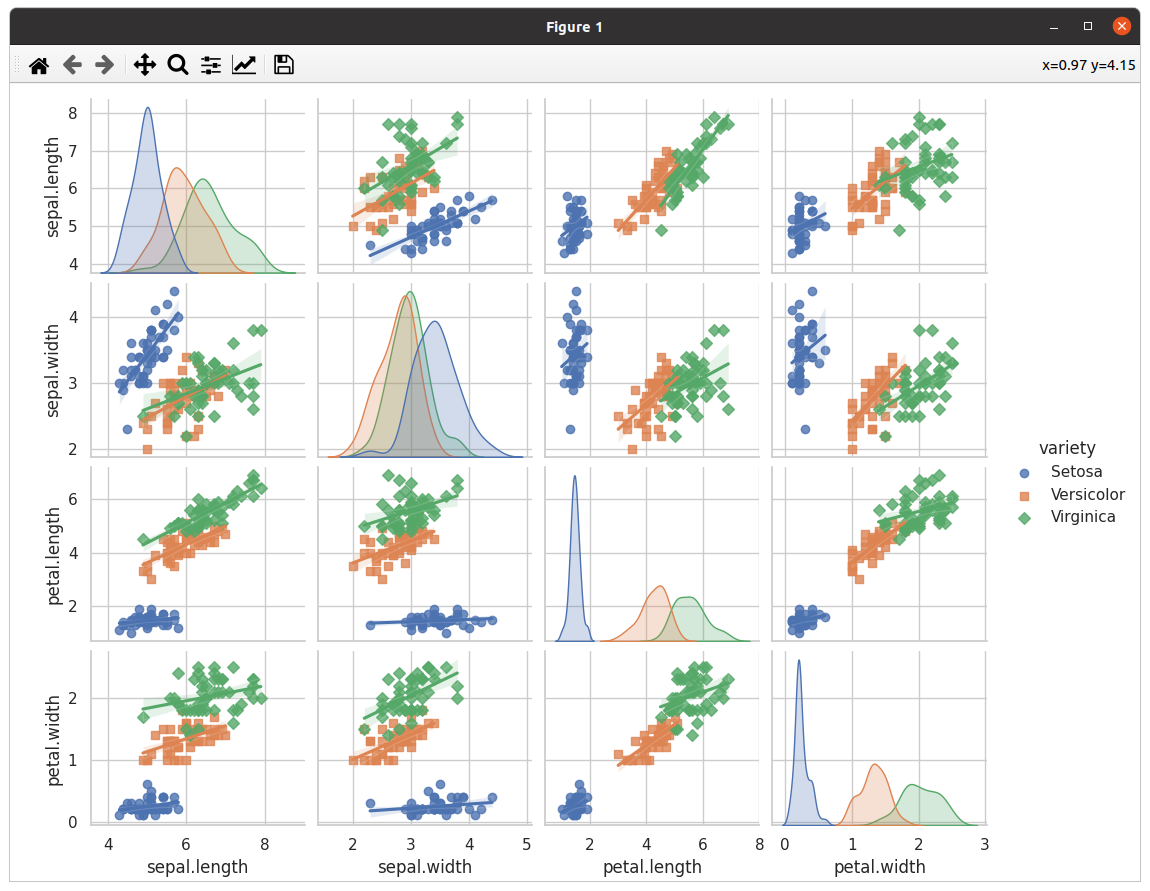 Figure 1
x=0.97 y=4.15
sepal.length
8
7
6
5
4
sepal.width
4
3
2
petal.length
6
4
2
petal.width
2
1
0
4 6 8
2 3 4 5
2 4 6 8
0 1 2 3
sepal.length sepal.width petal.length petal.width
variety
Setosa
Versicolor
Virginica